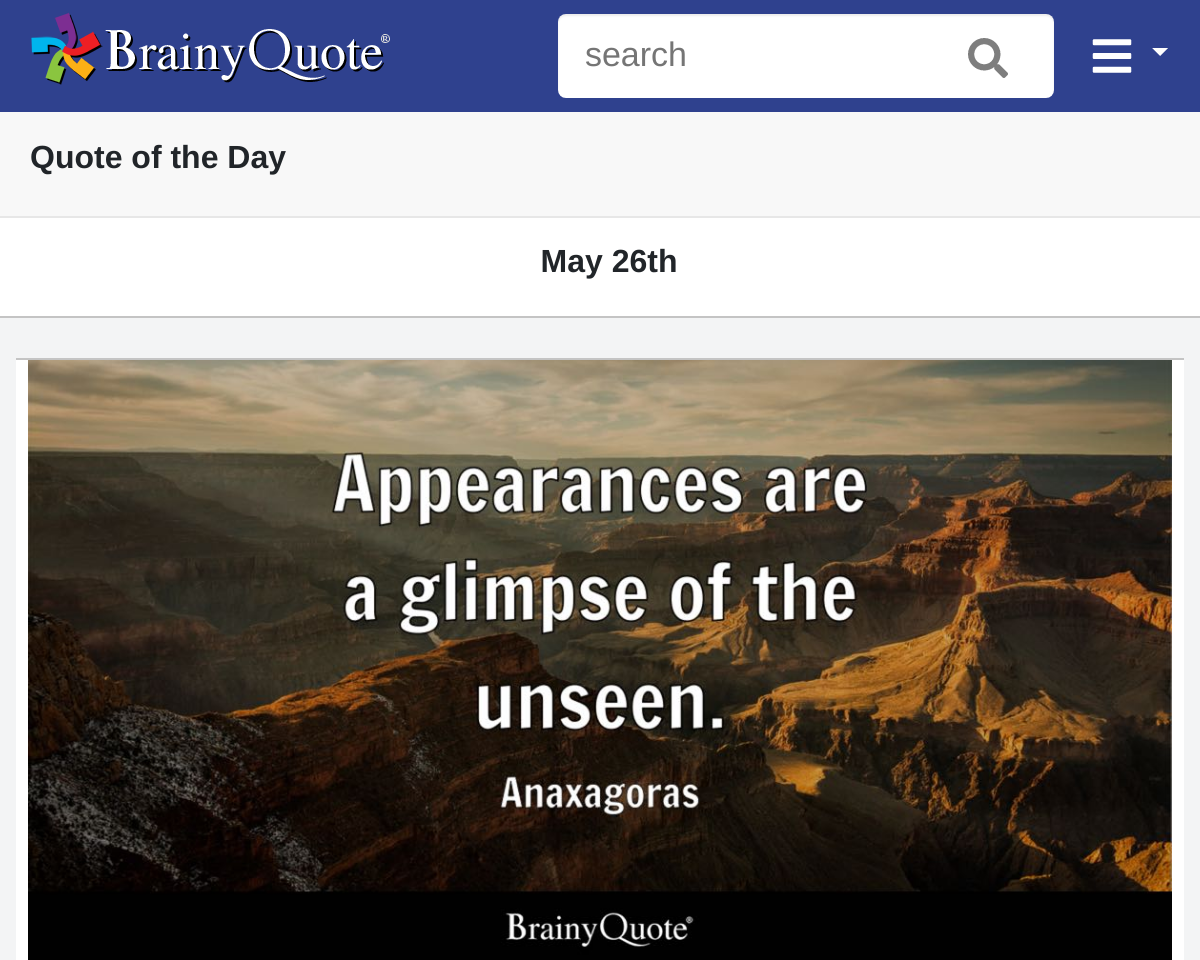 BrainyQuote®
search
Quote of the Day
May 26th
Appearances are
a glimpse of the
unseen.
Anaxagoras
BrainyQuote®